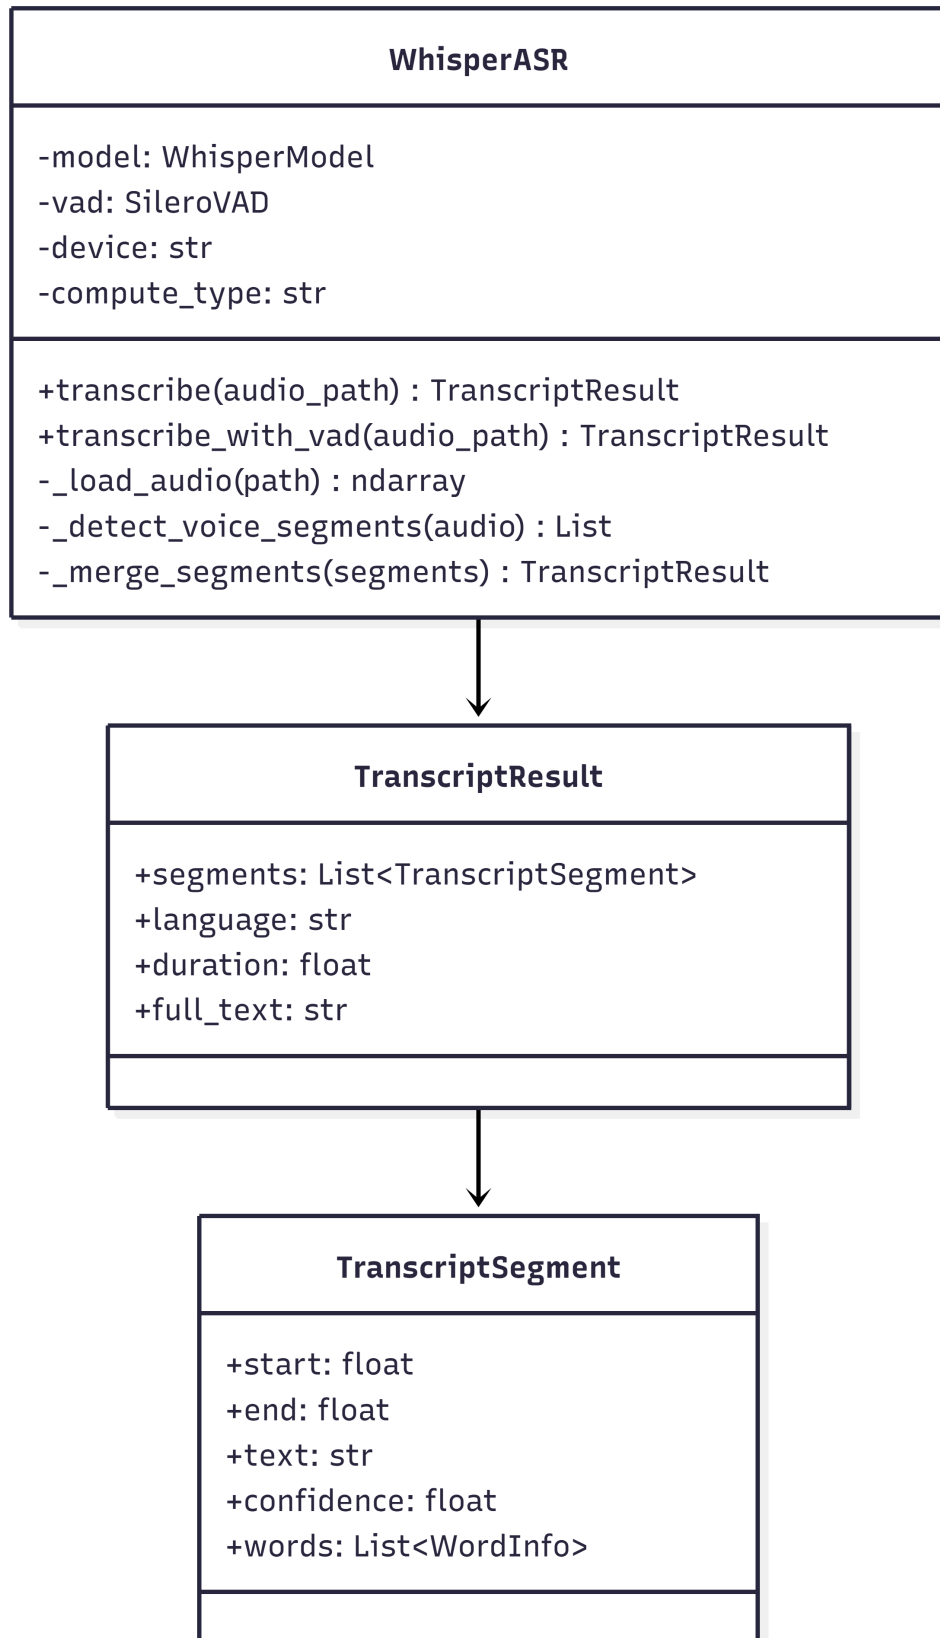 WhisperASR
-model: WhisperModel
-vad: SileroVAD
-device: str
-compute_type: str
+transcribe(audio_path) : TranscriptResult
+transcribe_with_vad(audio_path) : TranscriptResult
-_load_audio(path) : ndarray
-_detect_voice_segments(audio) : List
-_merge_segments(segments) : TranscriptResult
TranscriptResult
+segments: List<TranscriptSegment>
+language: str
+duration: float
+full_text: str
TranscriptSegment
+start: float
+end: float
+text: str
+confidence: float
+words: List<WordInfo>